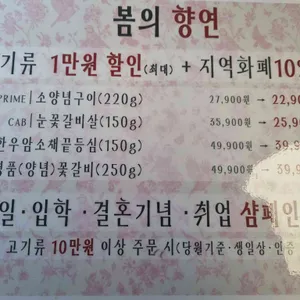 봄의 향연
기류 1만원 할인(최대) + 지역화폐10%
PRIME | 소양념구이(220g) 27,900원 → 22,9
CAB | 눈꽃갈비살(150g) 35,900원 → 25,9
한우암소채끝등심(150g) 49,900원 → 39,9
명품(양념)꽃갈비(250g) 49,900원 → 39,9
일·입학·결혼기념·취업 샴페인
고기류 10만원 이상 주문 시(당월기준·생일상·인증